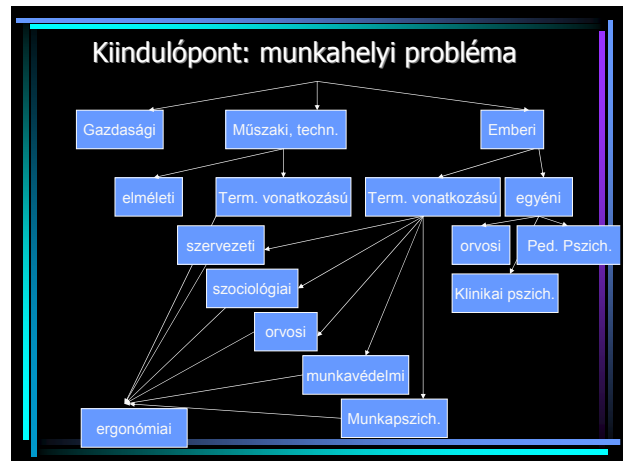 Kiindulópont: munkahelyi probléma
Gazdasági
Műszaki, techn.
Emberi
elméleti
Term. vonatkozású
Term. vonatkozású
egyéni
szervezeti
orvosi
Ped. Pszich.
szociológiai
Klinikai pszich.
orvosi
munkavédelmi
Munkapszich.
ergonómiai